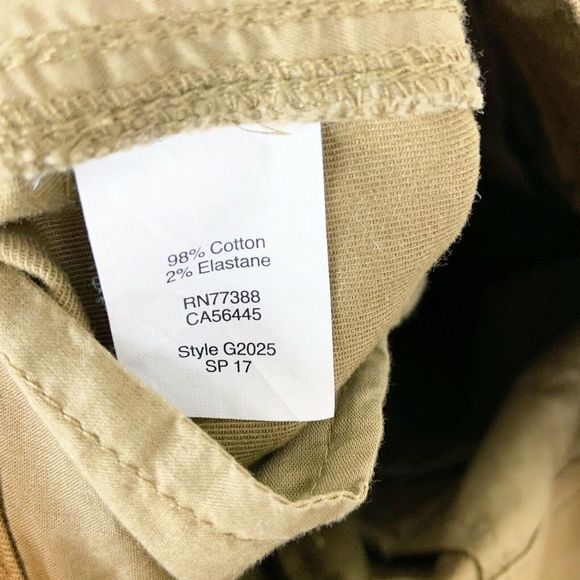 98% Cotton
2% Elastane
RN77388
CA56445
Style G2025
SP 17